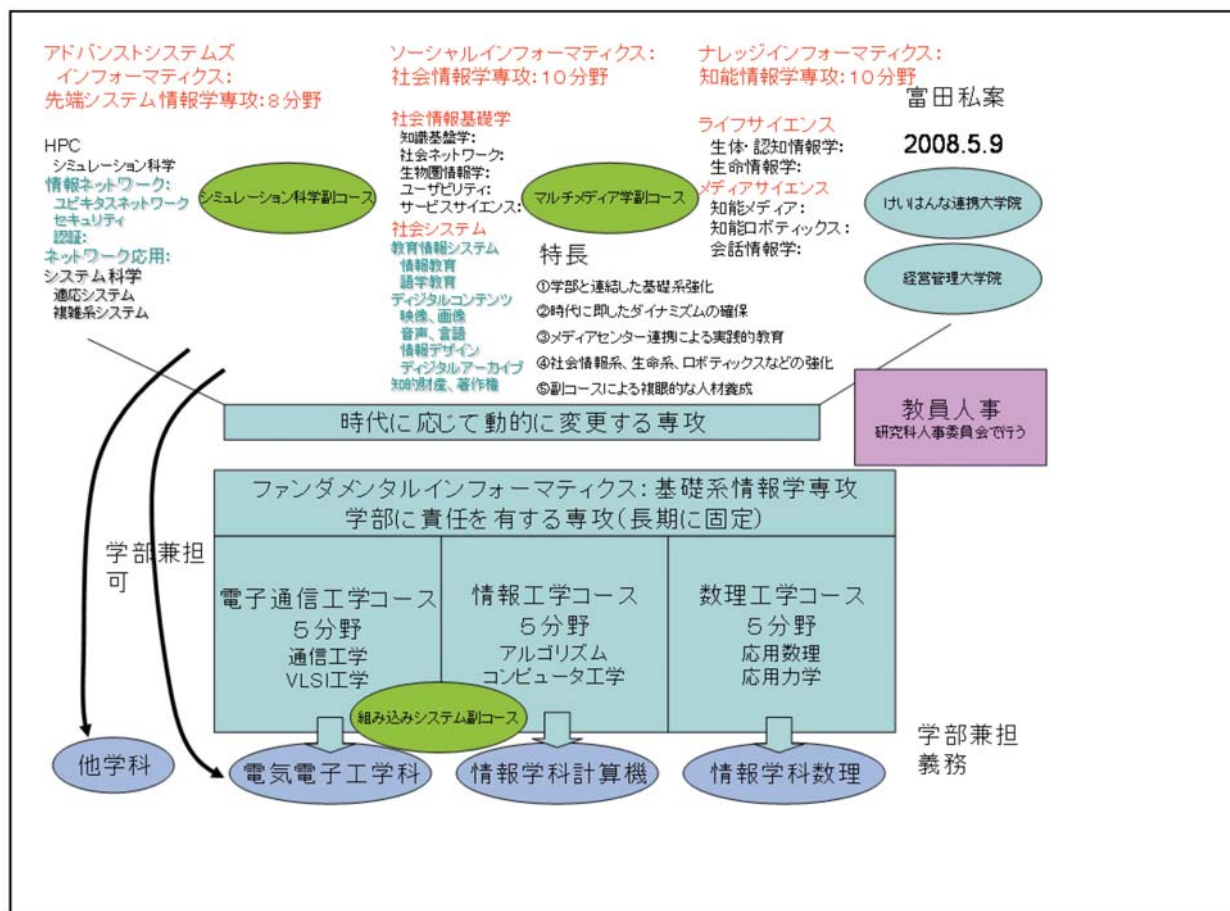 アドバンストシステムズ
インフォーマティクス:
先端システム情報学専攻:8分野
HPC
シミュレーション科学
情報ネットワーク:
ユビキタスネットワーク
セキュリティ
認証:
ネットワーク応用:
システム科学
適応システム
複雑系システム
シミュレーション科学副コース
ソーシャルインフォーマティクス:
社会情報学専攻:10分野
社会情報基礎学
知識基盤学:
社会ネットワーク:
生物圏情報学:
ユーザビリティ:
サービスサイエンス:
社会システム
教育情報システム
情報教育
語学教育
ディジタルコンテンツ
映像、画像
音声、言語
情報デザイン
ディジタルアーカイブ
知的財産、著作権
マルチメディア学副コース
ナレッジインフォーマティクス:
知能情報学専攻:10分野
ライフサイエンス
生体・認知情報学:
生命情報学:
メディアサイエンス
知能メディア:
知能ロボティックス:
会話情報学:
富田私案
2008.5.9
けいはんな連携大学院
経営管理大学院
特長
①学部と連結した基礎系強化
②時代に即したダイナミズムの確保
③メディアセンター連携による実践的教育
④社会情報系、生命系、ロボティックスなどの強化
⑤副コースによる複眼的な人材養成
時代に応じて動的に変更する専攻
教員人事
研究科人事委員会で行う
ファンダメンタルインフォーマティクス:基礎系情報学専攻
学部に責任を有する専攻(長期に固定)
学部兼担
可
電子通信工学コース
5分野
通信工学
VLSI工学
情報工学コース
5分野
アルゴリズム
コンピュータ工学
数理工学コース
5分野
応用数理
応用力学
組み込みシステム副コース
他学科
電気電子工学科
情報学科計算機
情報学科数理
学部兼担
義務